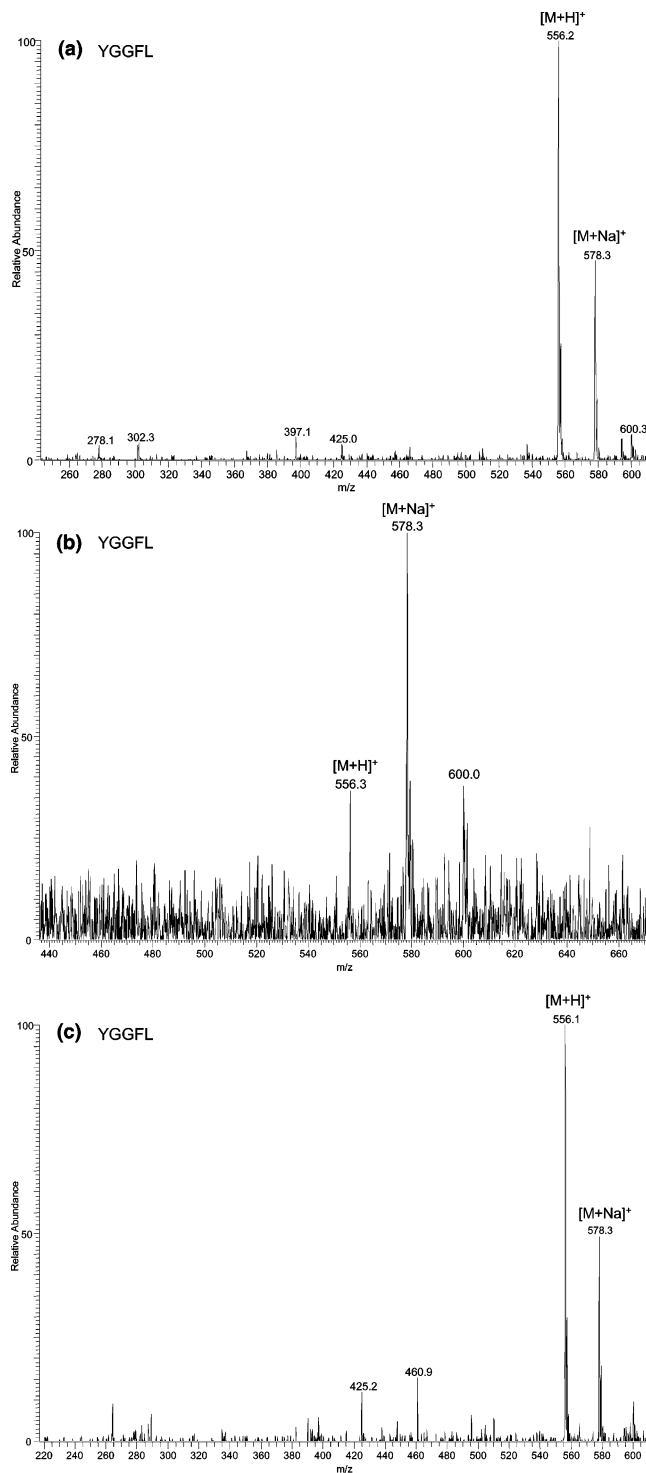 (a) YGGFL
[M+H]+
556.2
[M+Na]+
578.3
100
50
0
Relative Abundance
278.1
302.3
397.1
425.0
600.3
260 280 300 320 340 360 380 400 420 440 460 480 500 520 540 560 580 600
m/z
(b) YGGFL
[M+Na]+
578.3
[M+H]+
556.3
600.0
100
50
0
Relative Abundance
440 460 480 500 520 540 560 580 600 620 640 660
m/z
(c) YGGFL
[M+H]+
556.1
[M+Na]+
578.3
100
50
0
Relative Abundance
425.2
460.9
220 240 260 280 300 320 340 360 380 400 420 440 460 480 500 520 540 560 580 600
m/z